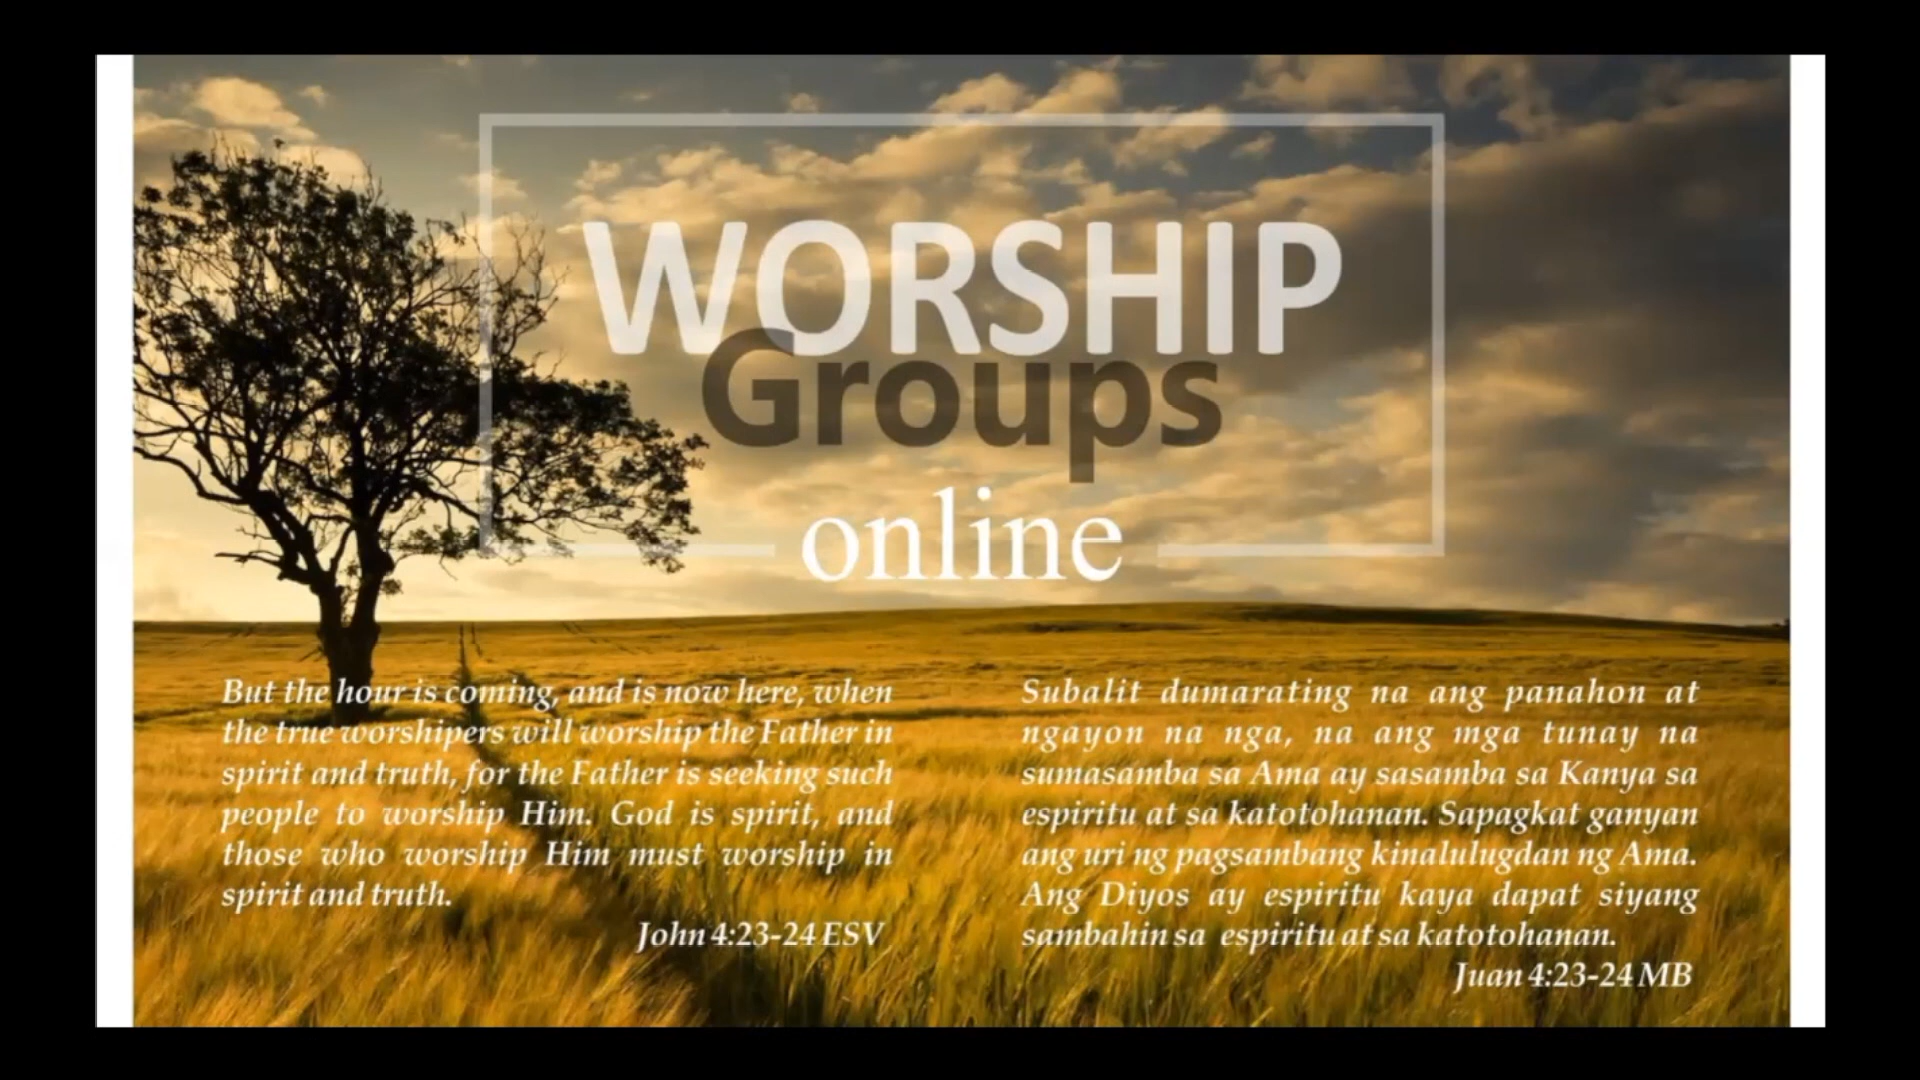 WORSHIP
Groups
online
But the hour is coming, and is now here, when
the true worshipers will worship the Father in
spirit and truth, for the Father is seeking such
people to worship Him. God is spirit, and
those who worship Him must worship in
spirit and truth.
John 4:23-24 ESV
Subalit dumarating na ang panahon at
ngayon na nga, na ang mga tunay na
sumasamba sa Ama ay sasamba sa Kanya sa
espiritu at sa katotohanan. Sapagkat ganyan
ang uri ng pagsambang kinalulugdan ng Ama.
Ang Diyos ay espiritu kaya dapat siyang
sambahin sa espiritu at sa katotohanan.
Juan 4:23-24 MB